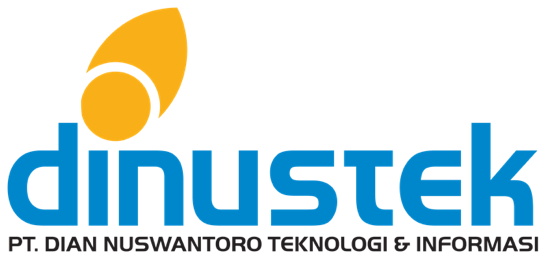 dinustek
PT. DIAN NUSWANTORO TEKNOLOGI & INFORMASI